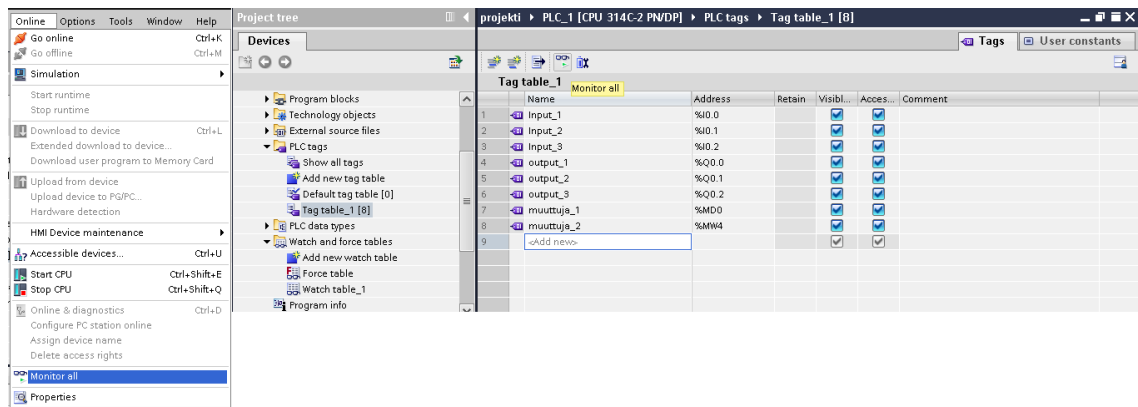 Online Options Tools Window Help
Go online Ctrl+K
Go offline Ctrl+M
Simulation
Start runtime
Stop runtime
Download to device Ctrl+L
Extended download to device...
Download user program to Memory Card
Upload from device
Upload device to PG/PC...
Hardware detection
HMI Device maintenance
Accessible devices... Ctrl+U
Start CPU Ctrl+Shift+E
Stop CPU Ctrl+Shift+Q
Online & diagnostics Ctrl+D
Configure PC station online
Assign device name
Delete access rights
Monitor all
Properties
Project tree
Devices
Program blocks
Technology objects
External source files
PLC tags
Show all tags
Add new tag table
Default tag table [0]
Tag table_1 [8]
PLC data types
Watch and force tables
Add new watch table
Force table
Watch table_1
Program info
projekti PLC_1 [CPU 314C-2 PN/DP] PLC tags Tag table_1 [8]
Tags User constants
Tag table_1
Monitor all
Name Address Retain Visibl... Acces... Comment
1 Input_1 %I0.0
2 Input_2 %I0.1
3 Input_3 %I0.2
4 output_1 %Q0.0
5 output_2 %Q0.1
6 output_3 %Q0.2
7 muuttuja_1 %MD0
8 muuttuja_2 %MW4
9 <Add new>